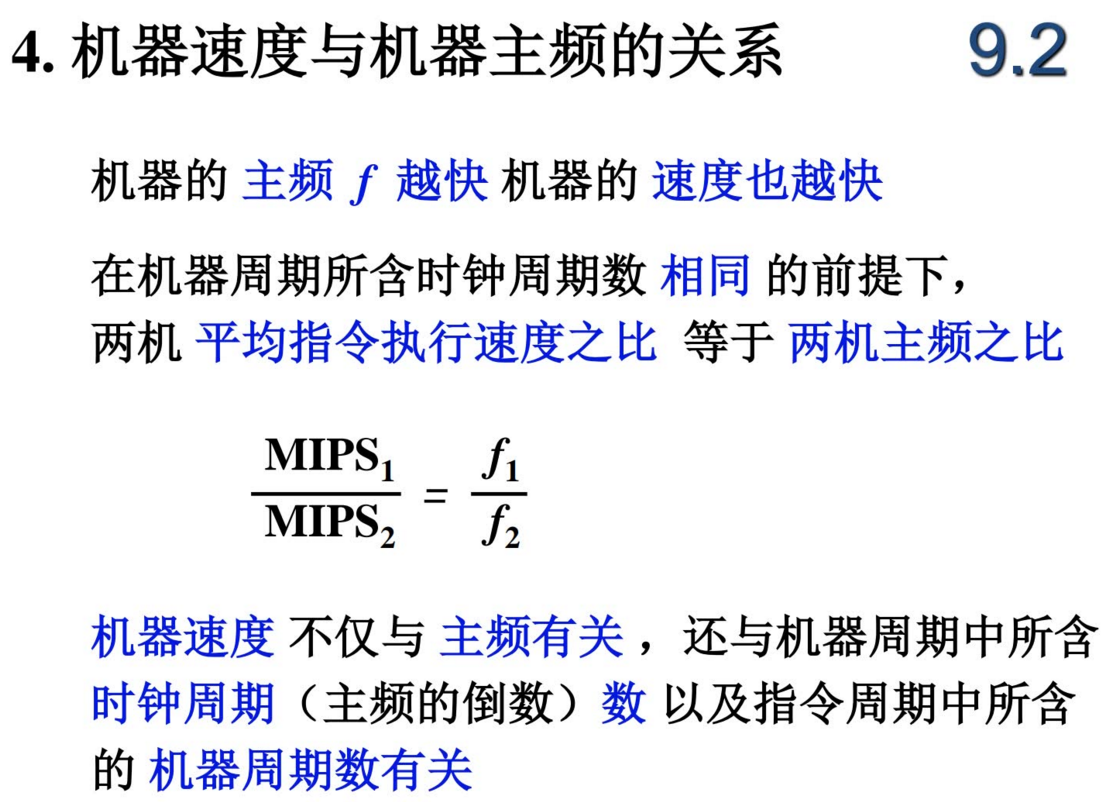 4. 机器速度与机器主频的关系 9.2
机器的 主频 f 越快 机器的 速度也越快
在机器周期所含时钟周期数 相同 的前提下，
两机 平均指令执行速度之比 等于 两机主频之比
MIPS₁ / MIPS₂ = f₁ / f₂
机器速度 不仅与 主频有关 ，还与机器周期中所含
时钟周期（主频的倒数）数 以及指令周期中所含
的 机器周期数有关